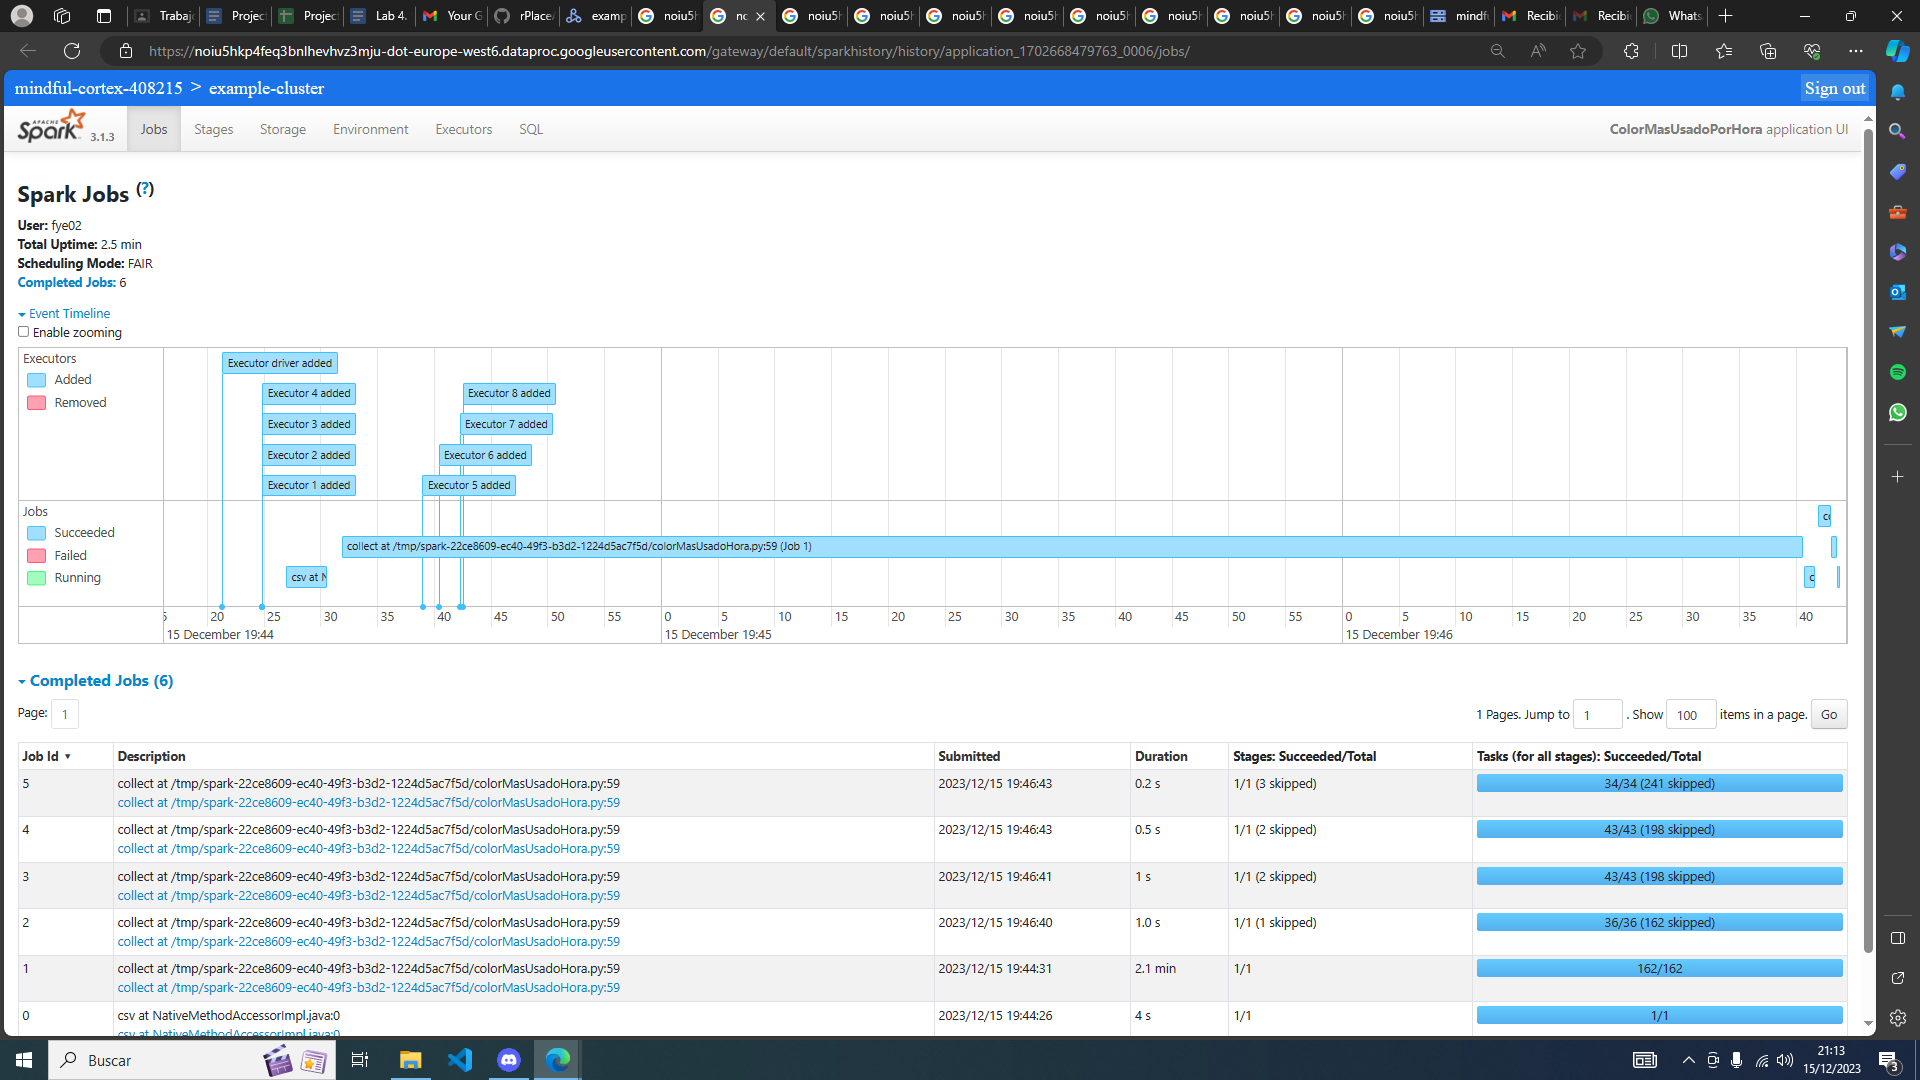 Trabajo
Project
Project
Lab 4.
Your G
rPlace
examp
noiu5h
no
noiu5h
noiu5h
noiu5h
noiu5h
noiu5h
noiu5h
noiu5h
noiu5h
noiu5h
mindfu
Recibid
Recibid
Whats
https://noiu5hkp4feq3bnlhevhvz3mju-dot-europe-west6.dataproc.googleusercontent.com/gateway/default/sparkhistory/history/application_1702668479763_0006/jobs/
mindful-cortex-408215 > example-cluster
Sign out
APACHE Spark 3.1.3
Jobs
Stages
Storage
Environment
Executors
SQL
ColorMasUsadoPorHora application UI
Spark Jobs (?)
User: fye02
Total Uptime: 2.5 min
Scheduling Mode: FAIR
Completed Jobs: 6
Event Timeline
Enable zooming
Executors
Added
Removed
Executor driver added
Executor 4 added
Executor 8 added
Executor 3 added
Executor 7 added
Executor 2 added
Executor 6 added
Executor 1 added
Executor 5 added
Jobs
Succeeded
Failed
Running
collect at /tmp/spark-22ce8609-ec40-49f3-b3d2-1224d5ac7f5d/colorMasUsadoHora.py:59 (Job 1)
csv at N
20 25 30 35 40 45 50 55 0 5 10 15 20 25 30 35 40 45 50 55 0 5 10 15 20 25 30 35 40
15 December 19:44
15 December 19:45
15 December 19:46
Completed Jobs (6)
Page: 1
1 Pages. Jump to 1 . Show 100 items in a page. Go
Job Id ▾ Description Submitted Duration Stages: Succeeded/Total Tasks (for all stages): Succeeded/Total
5 collect at /tmp/spark-22ce8609-ec40-49f3-b3d2-1224d5ac7f5d/colorMasUsadoHora.py:59 2023/12/15 19:46:43 0.2 s 1/1 (3 skipped) 34/34 (241 skipped)
collect at /tmp/spark-22ce8609-ec40-49f3-b3d2-1224d5ac7f5d/colorMasUsadoHora.py:59
4 collect at /tmp/spark-22ce8609-ec40-49f3-b3d2-1224d5ac7f5d/colorMasUsadoHora.py:59 2023/12/15 19:46:43 0.5 s 1/1 (2 skipped) 43/43 (198 skipped)
collect at /tmp/spark-22ce8609-ec40-49f3-b3d2-1224d5ac7f5d/colorMasUsadoHora.py:59
3 collect at /tmp/spark-22ce8609-ec40-49f3-b3d2-1224d5ac7f5d/colorMasUsadoHora.py:59 2023/12/15 19:46:41 1 s 1/1 (2 skipped) 43/43 (198 skipped)
collect at /tmp/spark-22ce8609-ec40-49f3-b3d2-1224d5ac7f5d/colorMasUsadoHora.py:59
2 collect at /tmp/spark-22ce8609-ec40-49f3-b3d2-1224d5ac7f5d/colorMasUsadoHora.py:59 2023/12/15 19:46:40 1.0 s 1/1 (1 skipped) 36/36 (162 skipped)
collect at /tmp/spark-22ce8609-ec40-49f3-b3d2-1224d5ac7f5d/colorMasUsadoHora.py:59
1 collect at /tmp/spark-22ce8609-ec40-49f3-b3d2-1224d5ac7f5d/colorMasUsadoHora.py:59 2023/12/15 19:44:31 2.1 min 1/1 162/162
collect at /tmp/spark-22ce8609-ec40-49f3-b3d2-1224d5ac7f5d/colorMasUsadoHora.py:59
0 csv at NativeMethodAccessorImpl.java:0 2023/12/15 19:44:26 4 s 1/1 1/1
csv at NativeMethodAccessorImpl.java:0
Buscar
21:13
15/12/2023
3